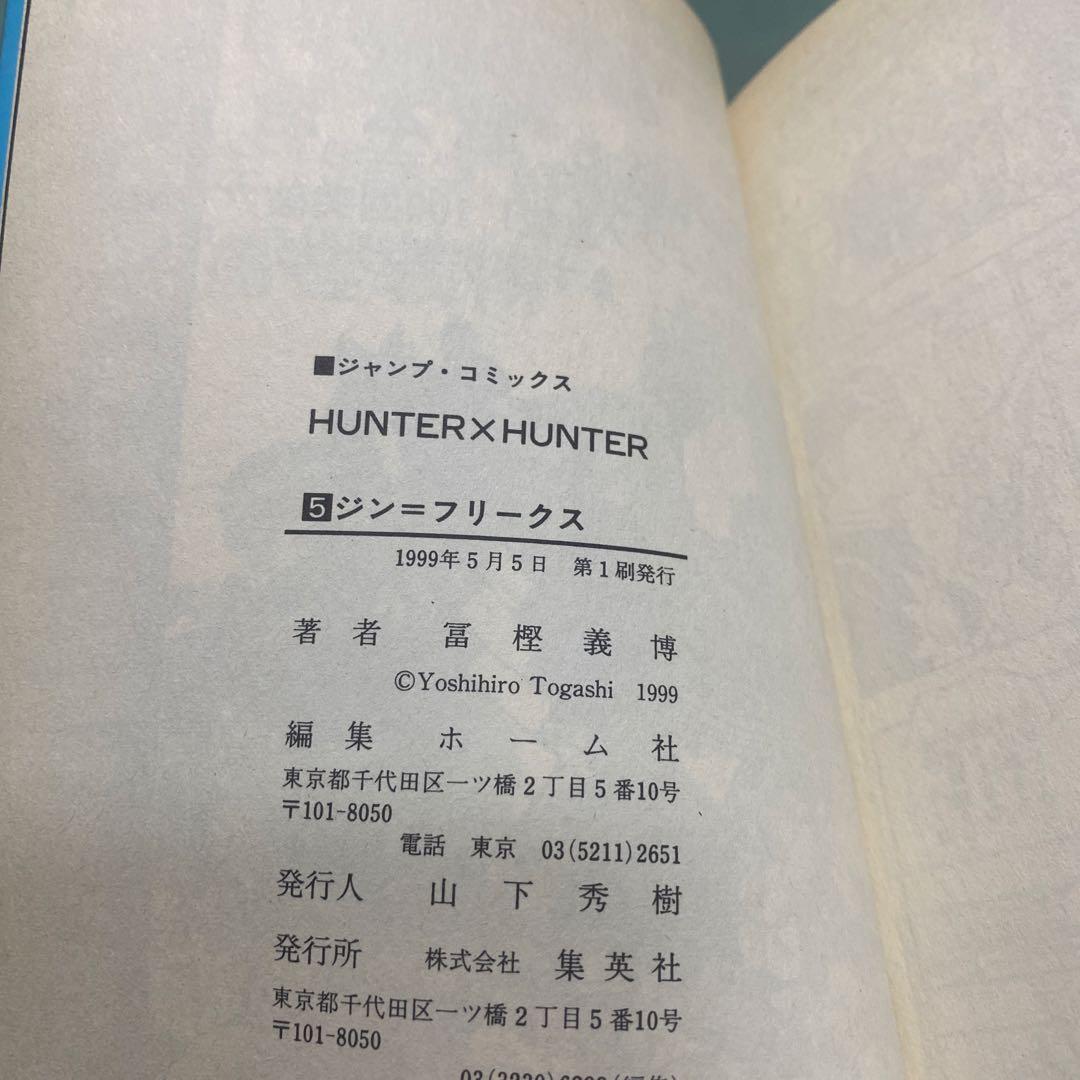 ■ジャンプ・コミックス
HUNTER×HUNTER
5ジン＝フリークス
1999年5月5日 第1刷発行
著者 冨樫義博
©Yoshihiro Togashi 1999
編集 ホーム社
東京都千代田区一ツ橋2丁目5番10号
〒101-8050
電話 東京 03(5211)2651
発行人 山下秀樹
発行所 株式会社 集英社
東京都千代田区一ツ橋2丁目5番10号
〒101-8050